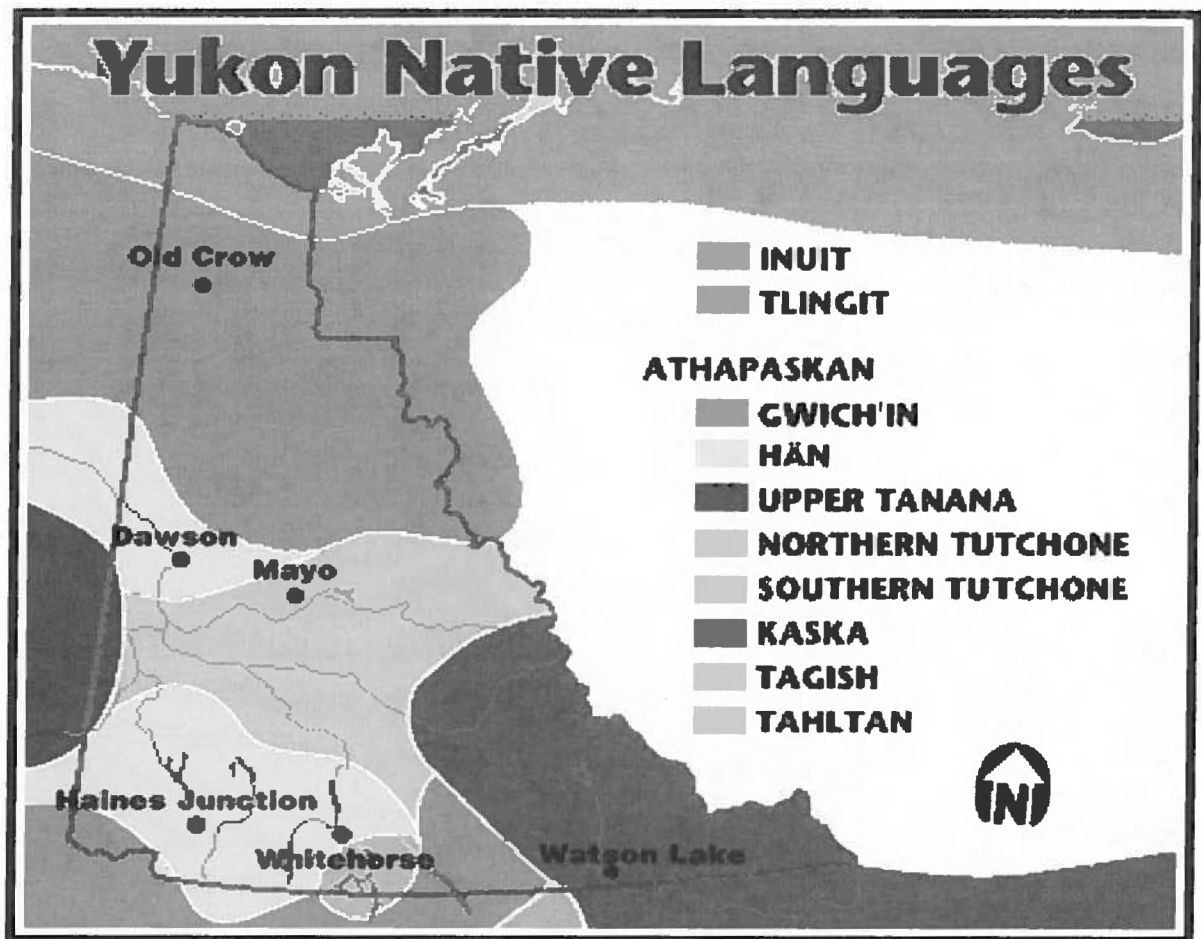 Yukon Native Languages
Old Crow
INUIT
TLINGIT
ATHAPASKAN
GWICH'IN
HÄN
UPPER TANANA
NORTHERN TUTCHONE
SOUTHERN TUTCHONE
KASKA
TAGISH
TAHLTAN
Dawson
Mayo
N
Haines Junction
Whitehorse
Watson Lake